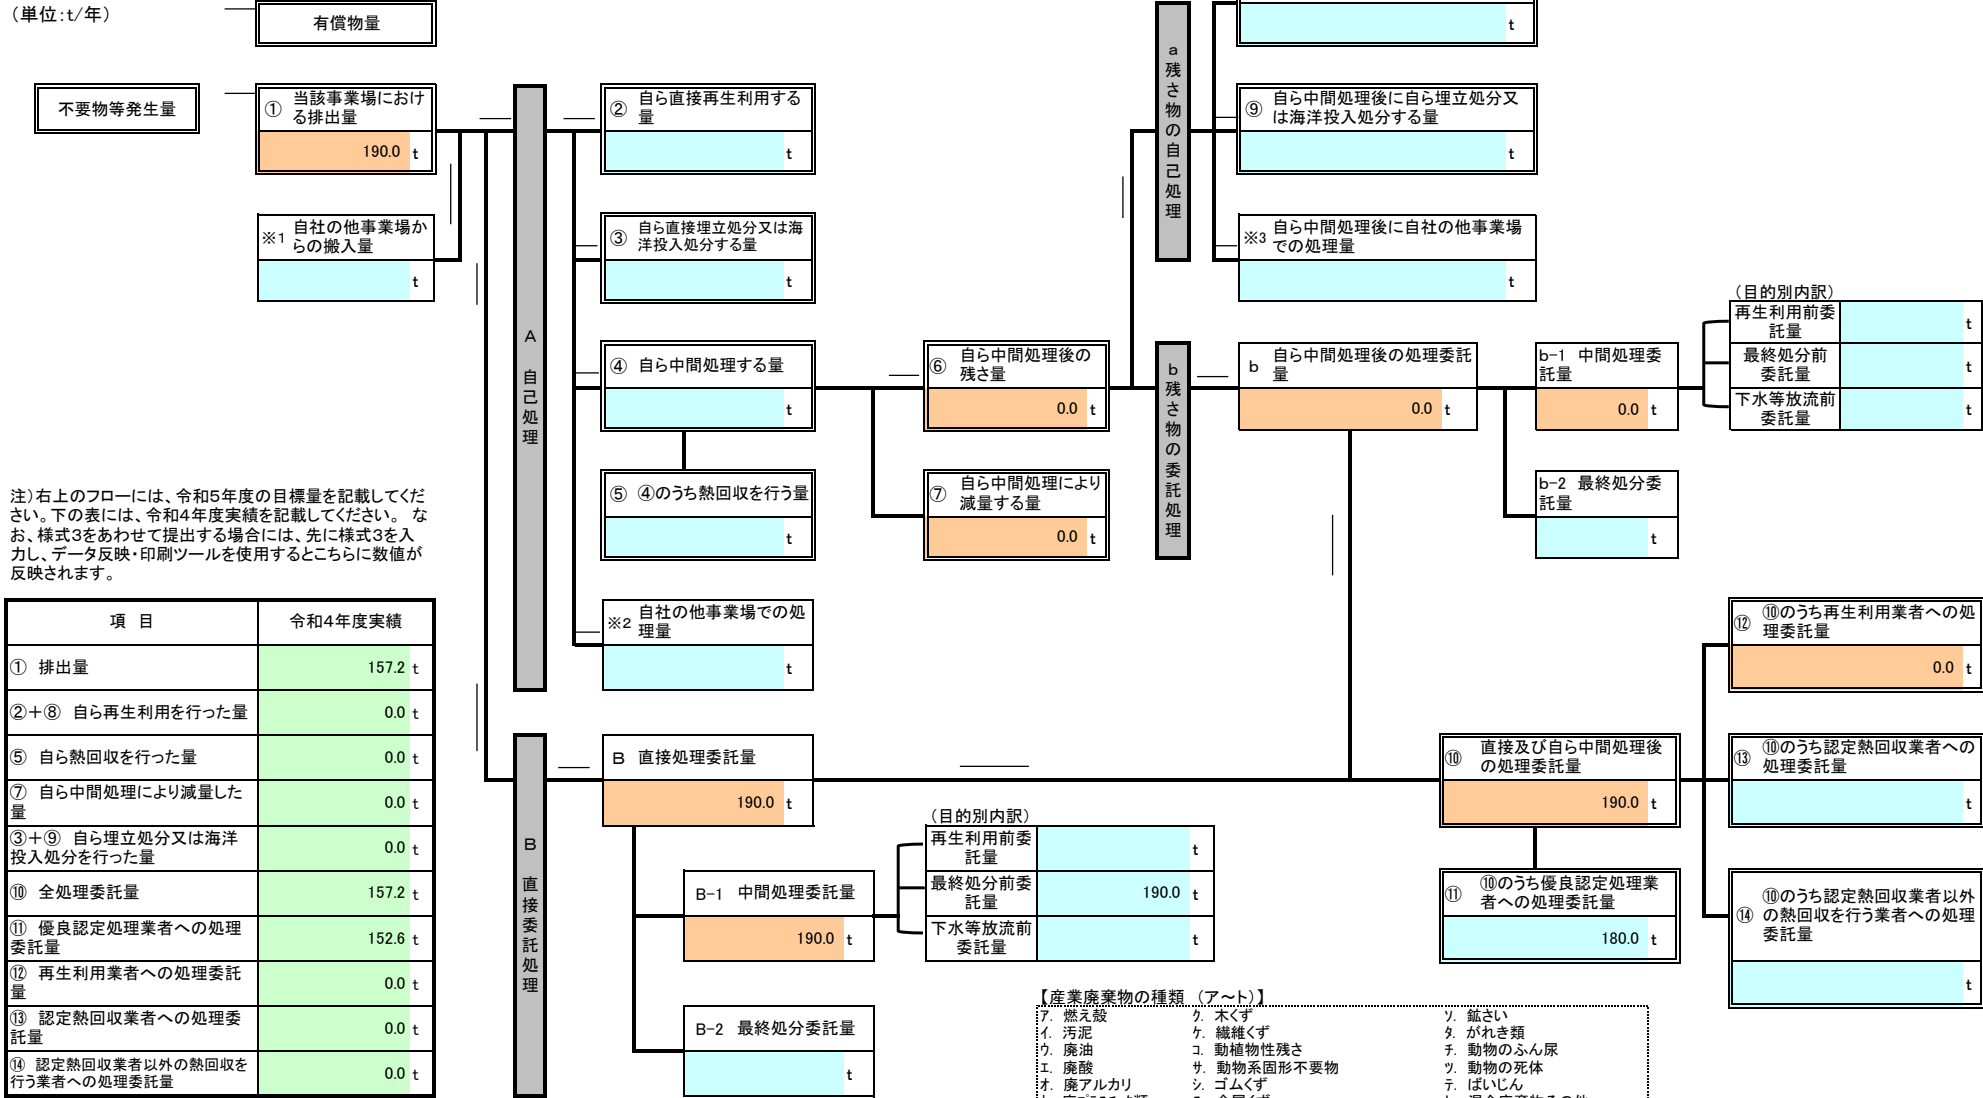 （単位：t/年）
有償物量
不要物等発生量
① 当該事業場におけ
る排出量
190.0 t
※1 自社の他事業場か
らの搬入量
t
A 自己処理
② 自ら直接再生利用する
量
t
③ 自ら直接埋立処分又は海
洋投入処分する量
t
④ 自ら中間処理する量
t
⑤ ④のうち熱回収を行う量
t
※2 自社の他事業場での処
理量
t
⑥ 自ら中間処理後の
残さ量
0.0 t
⑦ 自ら中間処理により
減量する量
0.0 t
a 残さ物の自己処理
t
⑨ 自ら中間処理後に自ら埋立処分又
は海洋投入処分する量
t
※3 自ら中間処理後に自社の他事業場
での処理量
t
b 残さ物の委託処理
b 自ら中間処理後の処理委託
量
0.0 t
b-1 中間処理委
託量
0.0 t
b-2 最終処分委
託量
t
（目的別内訳）
再生利用前委
託量
t
最終処分前
委託量
t
下水等放流前
委託量
t
注）右上のフローには、令和5年度の目標量を記載してくだ
さい。下の表には、令和4年度実績を記載してください。 な
お、様式3をあわせて提出する場合には、先に様式3を入
力し、データ反映・印刷ツールを使用するとこちらに数値が
反映されます。
項 目 令和4年度実績
① 排出量 157.2 t
②＋⑧ 自ら再生利用を行った量 0.0 t
⑤ 自ら熱回収を行った量 0.0 t
⑦ 自ら中間処理により減量した
量 0.0 t
③＋⑨ 自ら埋立処分又は海洋
投入処分を行った量 0.0 t
⑩ 全処理委託量 157.2 t
⑪ 優良認定処理業者への処理
委託量 152.6 t
⑫ 再生利用業者への処理委託
量 0.0 t
⑬ 認定熱回収業者への処理委
託量 0.0 t
⑭ 認定熱回収業者以外の熱回収を
行う業者への処理委託量 0.0 t
B 直接委託処理
B 直接処理委託量
190.0 t
B-1 中間処理委託量
190.0 t
B-2 最終処分委託量
t
（目的別内訳）
再生利用前委
託量
t
最終処分前委
託量
190.0 t
下水等放流前
委託量
t
⑩ 直接及び自ら中間処理後
の処理委託量
190.0 t
⑪ ⑩のうち優良認定処理業
者への処理委託量
180.0 t
⑫ ⑩のうち再生利用業者への処
理委託量
0.0 t
⑬ ⑩のうち認定熱回収業者への
処理委託量
t
⑭ ⑩のうち認定熱回収業者以外
の熱回収を行う業者への処理
委託量
t
【産業廃棄物の種類 （ア～ト）】
ア. 燃え殻 ク. 木くず ソ. 鉱さい
イ. 汚泥 ケ. 繊維くず タ. がれき類
ウ. 廃油 コ. 動植物性残さ チ. 動物のふん尿
エ. 廃酸 サ. 動物系固形不要物 ツ. 動物の死体
オ. 廃アルカリ シ. ゴムくず テ. ばいじん